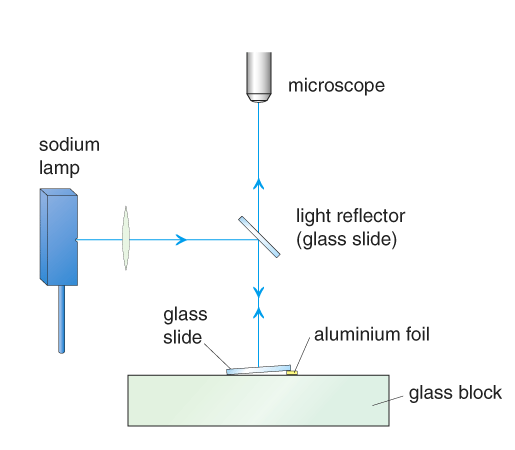 microscope
sodium
lamp
light reflector
(glass slide)
glass
slide
aluminium foil
glass block